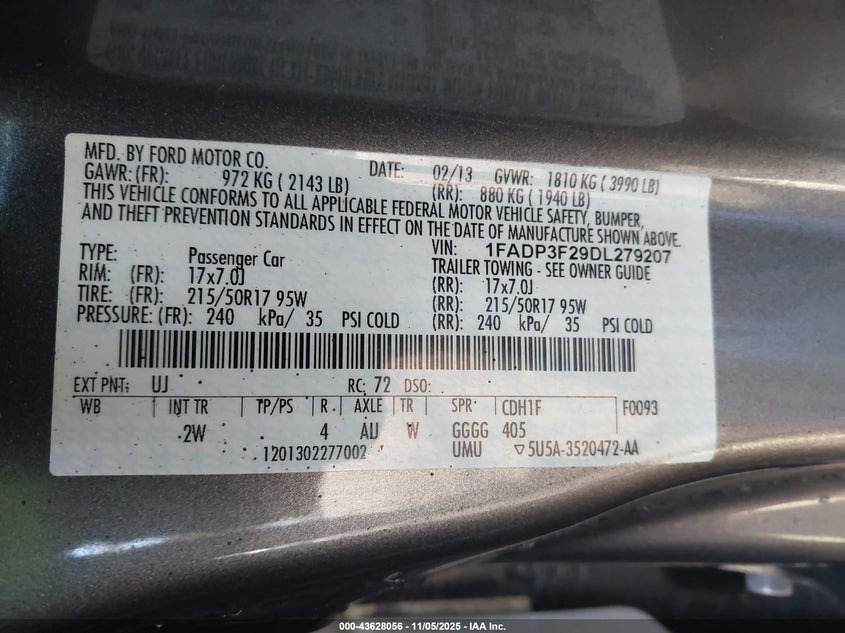 MFD. BY FORD MOTOR CO. DATE: 02/13 GVWR: 1810 KG ( 3990 LB)
GAWR: (FR): 972 KG ( 2143 LB) (RR): 880 KG ( 1940 LB)
THIS VEHICLE CONFORMS TO ALL APPLICABLE FEDERAL MOTOR VEHICLE SAFETY, BUMPER,
AND THEFT PREVENTION STANDARDS IN EFFECT ON THE DATE OF MANUFACTURE SHOWN ABOVE.
VIN: 1FADP3F29DL279207
TYPE: Passenger Car TRAILER TOWING - SEE OWNER GUIDE
RIM: (FR): 17x7.0J (RR): 17x7.0J
TIRE: (FR): 215/50R17 95W (RR): 215/50R17 95W
PRESSURE: (FR): 240 kPa/ 35 PSI COLD (RR): 240 kPa/ 35 PSI COLD
EXT PNT: UJ RC: 72 DSO:
WB INT TR TP/PS R AXLE TR SPR CDH1F F0093
2W 4 AU W GGGG 405
1201302277002 UMU ▽5U5A-3520472-AA
000-43628056 - 11/05/2025 - IAA Inc.